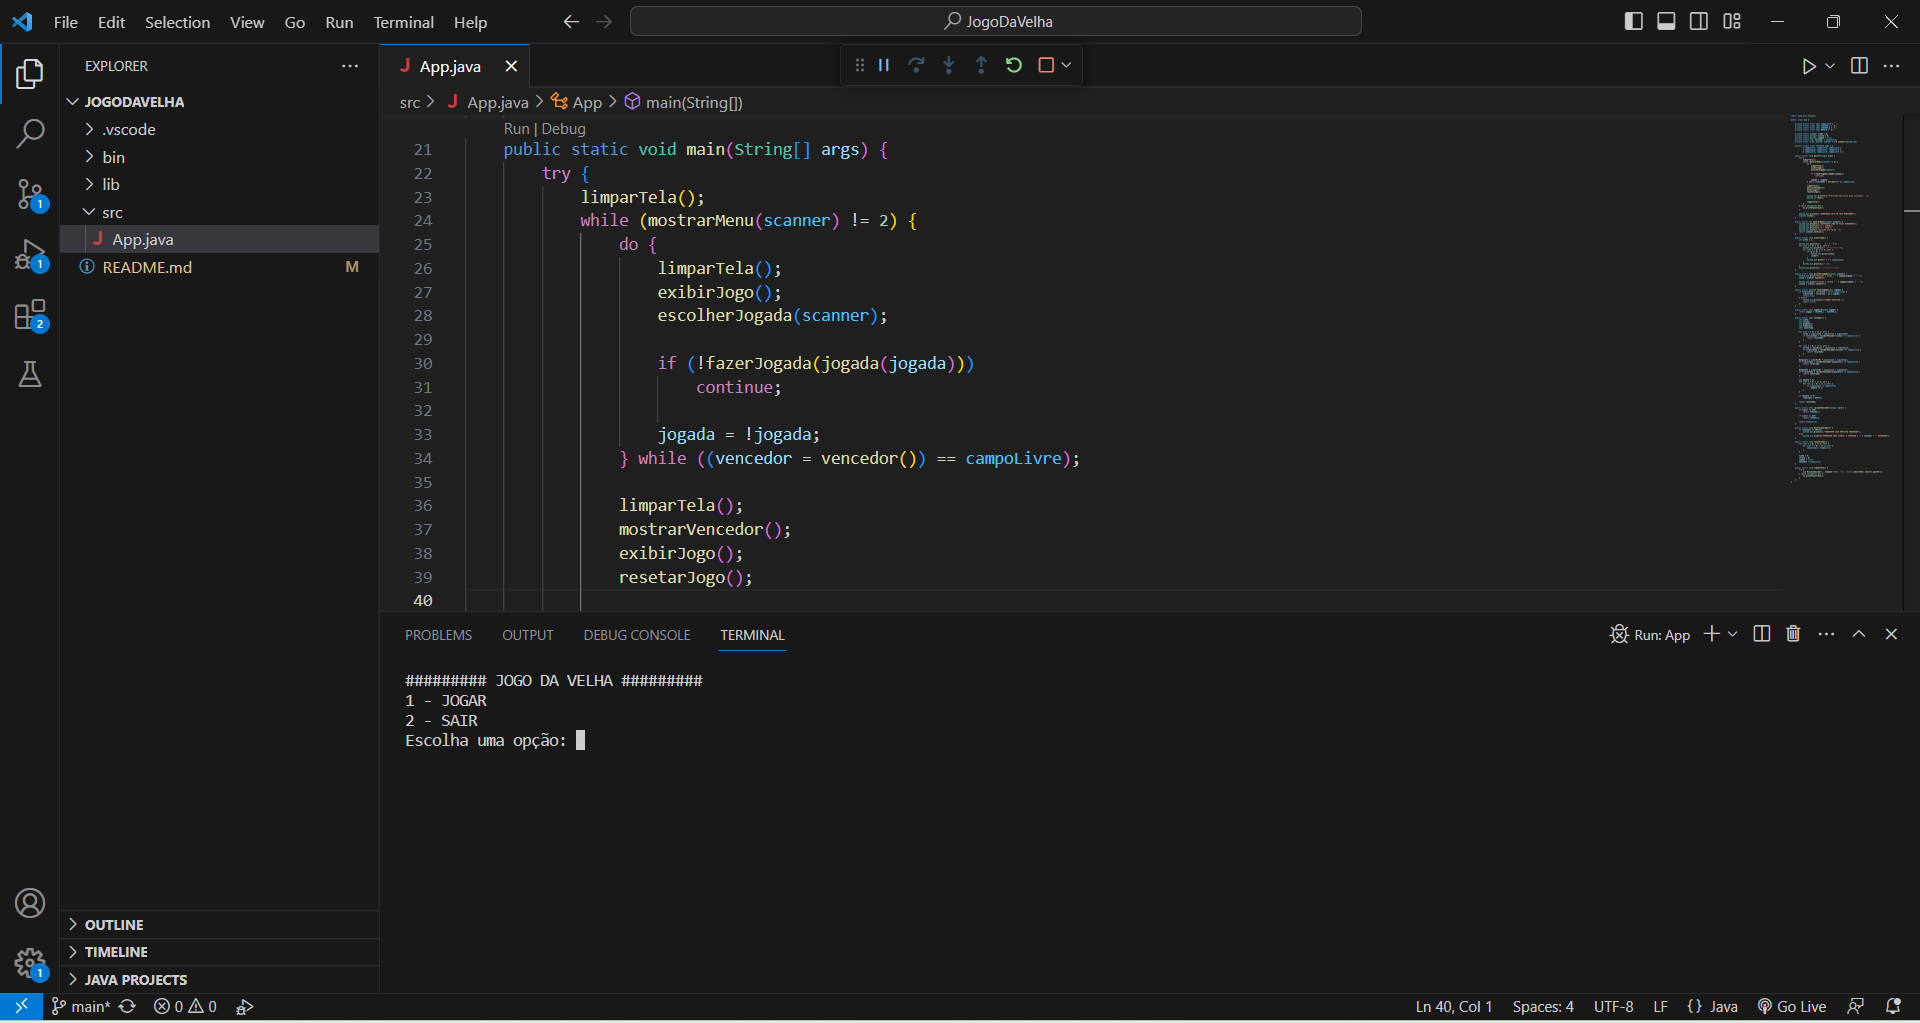 File Edit Selection View Go Run Terminal Help
JogoDaVelha
EXPLORER
JOGODAVELHA
.vscode
bin
lib
src
App.java
README.md M
1
1
2
1
App.java
src > App.java > App > main(String[])
Run | Debug
21 public static void main(String[] args) {
22 try {
23 limparTela();
24 while (mostrarMenu(scanner) != 2) {
25 do {
26 limparTela();
27 exibirJogo();
28 escolherJogada(scanner);
29
30 if (!fazerJogada(jogada(jogada)))
31 continue;
32
33 jogada = !jogada;
34 } while ((vencedor = vencedor()) == campoLivre);
35
36 limparTela();
37 mostrarVencedor();
38 exibirJogo();
39 resetarJogo();
40
PROBLEMS OUTPUT DEBUG CONSOLE TERMINAL
Run: App
######### JOGO DA VELHA #########
1 - JOGAR
2 - SAIR
Escolha uma opção:
OUTLINE
TIMELINE
JAVA PROJECTS
main* 0 0
Ln 40, Col 1 Spaces: 4 UTF-8 LF {} Java Go Live